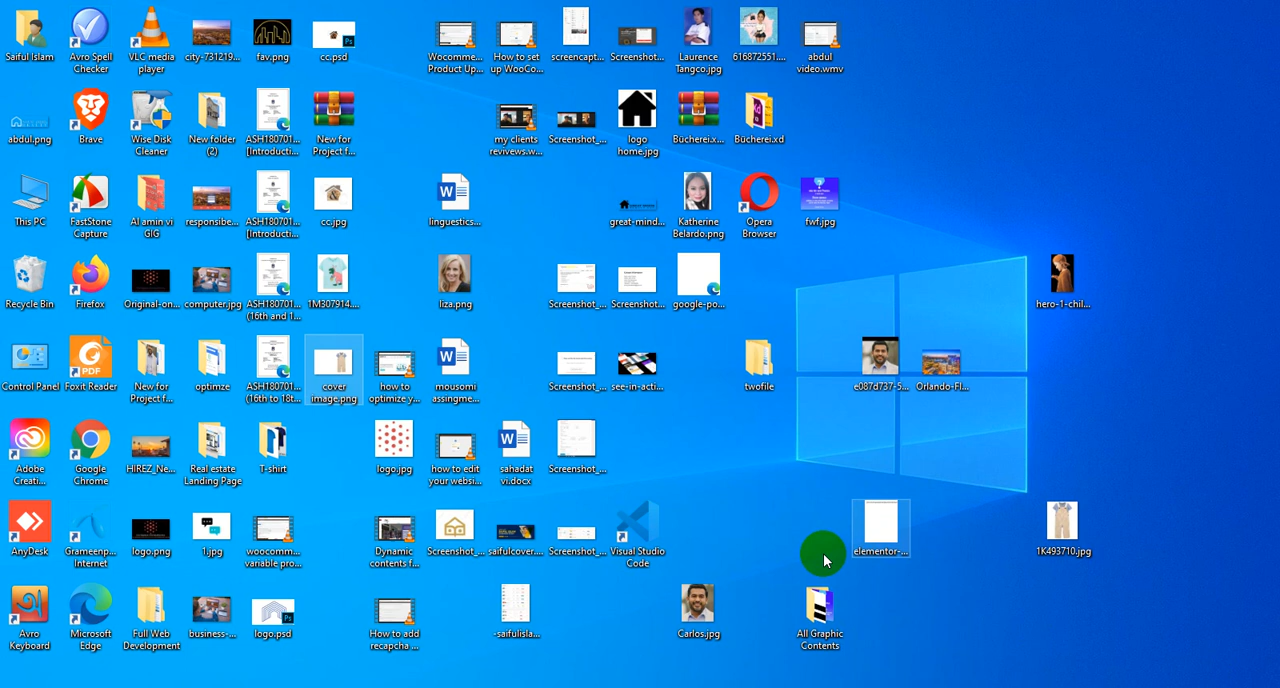 Saiful Islam
Avro Spell
Checker
VLC media
player
city-731219...
fav.png
cc.psd
Wocomme...
Product Up...
How to set
up WooCo...
screencapt...
Screenshot...
Laurence
Tangco.jpg
616872551....
abdul
video.wmv
abdul.png
Brave
Wise Disk
Cleaner
New folder
(2)
ASH180701...
[Introducti...
New for
Project f...
my clients
revivews.w...
Screenshot_...
logo
home.jpg
Bücherei.x...
Bücherei.xd
This PC
FastStone
Capture
Al amin vi
GIG
responsibe...
ASH180701...
[Introducti...
cc.jpg
linguestics...
great-mind...
Katherine
Belardo.png
Opera
Browser
fwf.jpg
Recycle Bin
Firefox
Original-on...
computer.jpg
ASH180701...
(16th and 1...
1M307914....
liza.png
Screenshot_...
Screenshot...
google-po...
hero-1-chil...
Control Panel
Foxit Reader
New for
Project f...
optimze
ASH180701...
(16th to 18t...
cover
image.png
how to
optimize y...
mousomi
assingme...
Screenshot_...
see-in-acti...
twofile
e087d737-5...
Orlando-Fl...
Adobe
Creati...
Google
Chrome
HIREZ_Ne...
Real estate
Landing Page
T-shirt
logo.jpg
how to edit
your websi...
sahadat
vi.docx
Screenshot_...
AnyDesk
Grameenp...
Internet
logo.png
1.jpg
woocomm...
variable pro...
Dynamic
contents f...
Screenshot_...
saifulcover....
Screenshot_...
Visual Studio
Code
elementor-...
1K493710.jpg
Avro
Keyboard
Microsoft
Edge
Full Web
Development
business-...
logo.psd
How to add
recapcha ...
-saifulisla...
Carlos.jpg
All Graphic
Contents